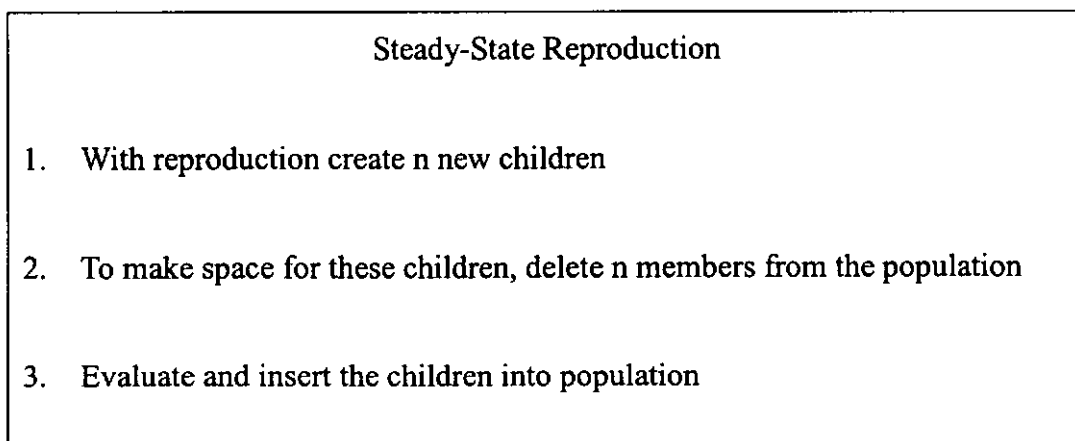 Steady-State Reproduction
1. With reproduction create n new children
2. To make space for these children, delete n members from the population
3. Evaluate and insert the children into population